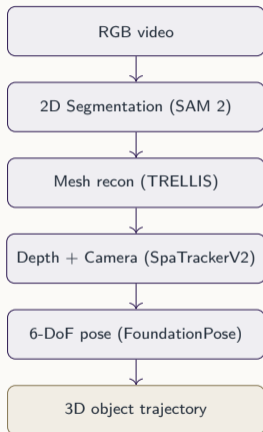 RGB video
2D Segmentation (SAM 2)
Mesh recon (TRELLIS)
Depth + Camera (SpaTrackerV2)
6-DoF pose (FoundationPose)
3D object trajectory